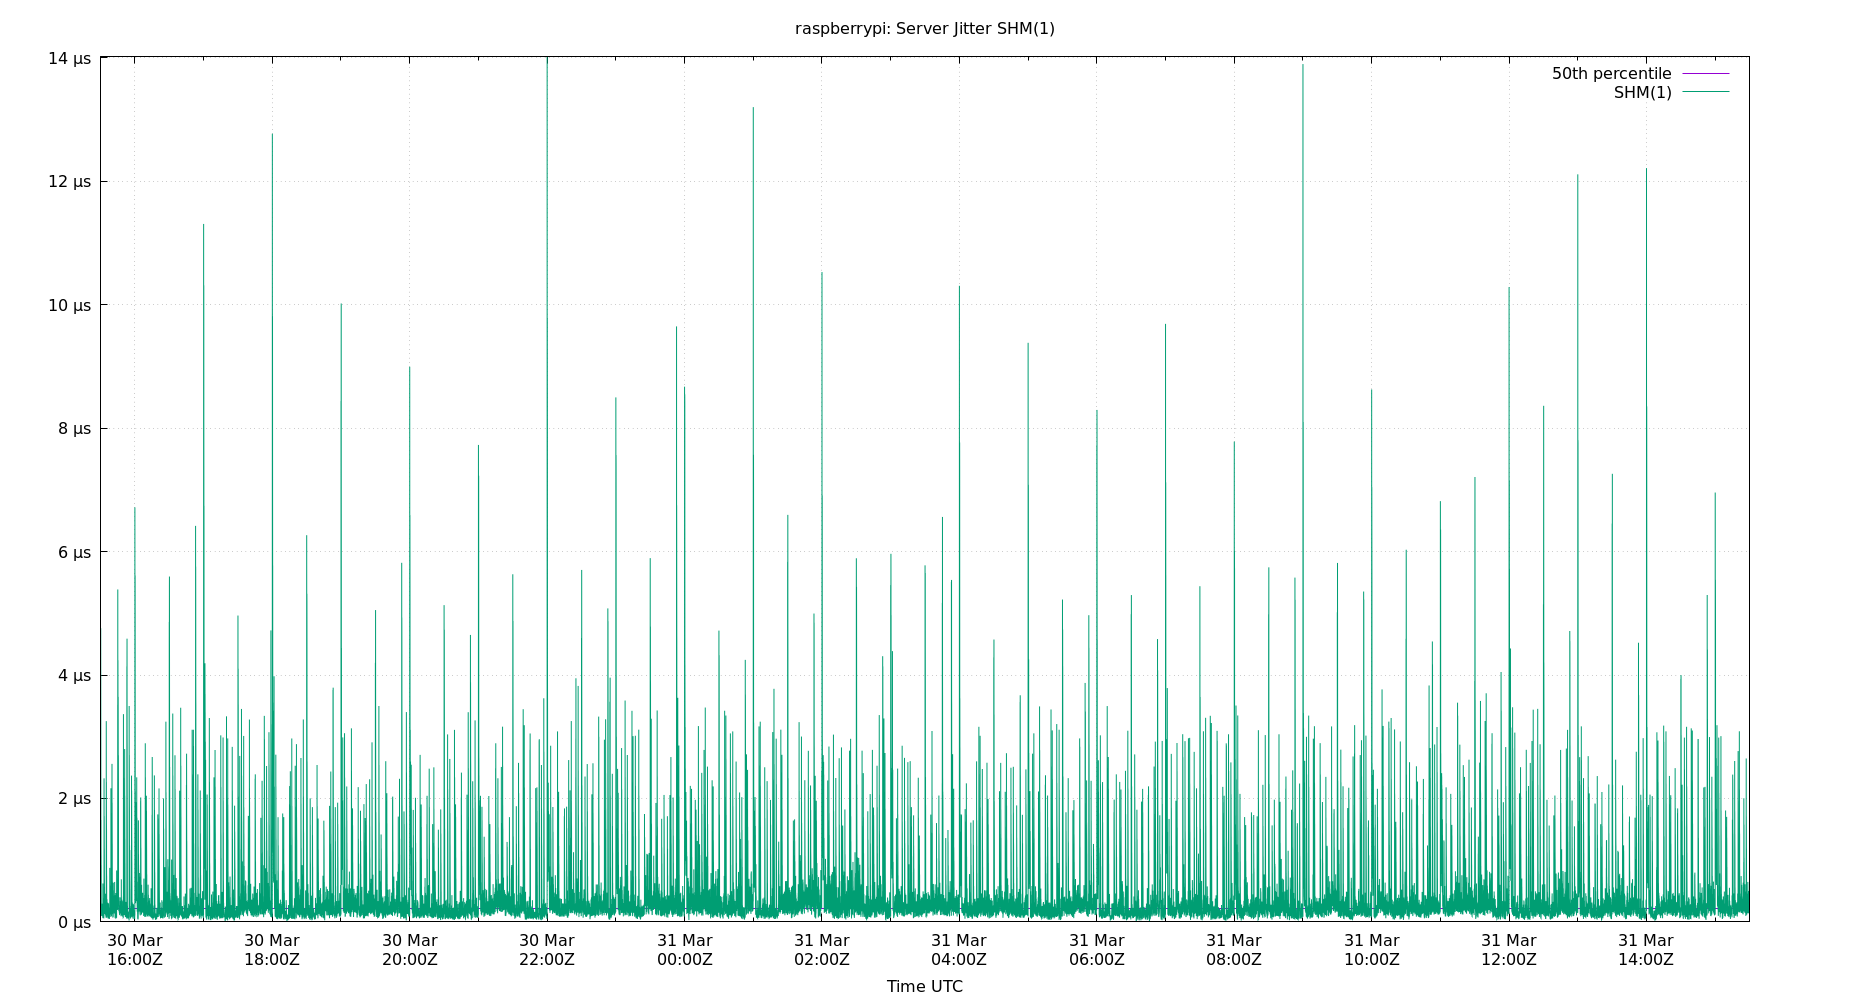 raspberrypi: Server Jitter SHM(1)
14 µs
12 µs
10 µs
8 µs
6 µs
4 µs
2 µs
0 µs
50th percentile
SHM(1)
30 Mar 30 Mar 30 Mar 30 Mar 31 Mar 31 Mar 31 Mar 31 Mar 31 Mar 31 Mar 31 Mar 31 Mar
16:00Z 18:00Z 20:00Z 22:00Z 00:00Z 02:00Z 04:00Z 06:00Z 08:00Z 10:00Z 12:00Z 14:00Z
Time UTC